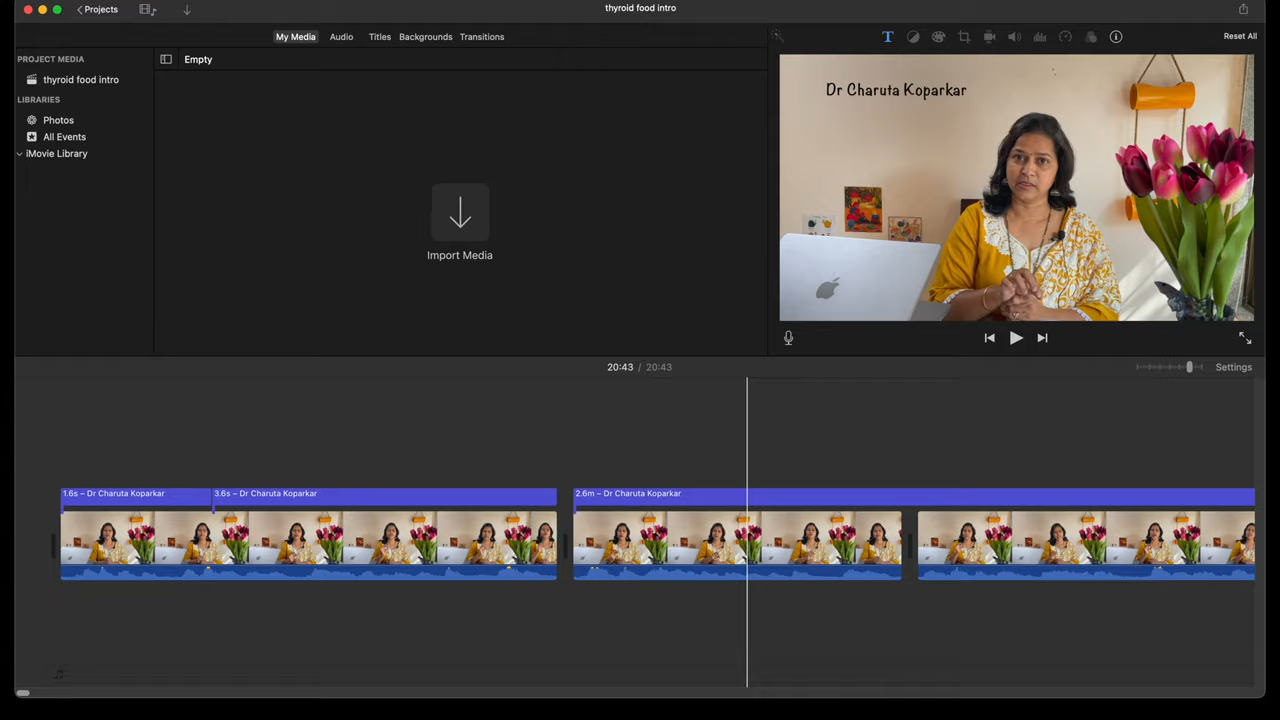 Projects
thyroid food intro
My Media
Audio
Titles
Backgrounds
Transitions
Reset All
PROJECT MEDIA
thyroid food intro
LIBRARIES
Photos
All Events
iMovie Library
Empty
Import Media
Dr Charuta Koparkar
20:43 / 20:43
Settings
1.6s – Dr Charuta Koparkar
3.6s – Dr Charuta Koparkar
2.6m – Dr Charuta Koparkar